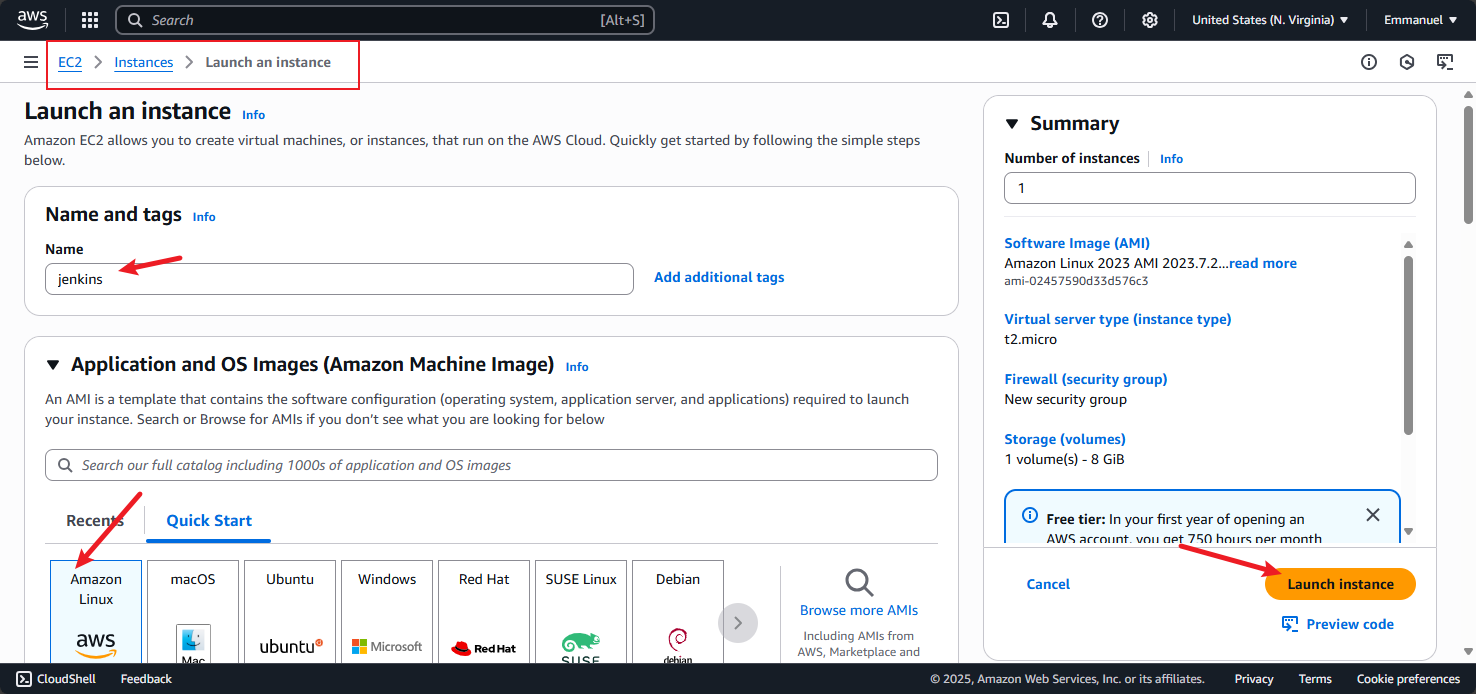 aws
Search [Alt+S]
United States (N. Virginia)
Emmanuel
EC2 > Instances > Launch an instance
Launch an instance Info
Amazon EC2 allows you to create virtual machines, or instances, that run on the AWS Cloud. Quickly get started by following the simple steps
below.
Name and tags Info
Name
jenkins
Add additional tags
Application and OS Images (Amazon Machine Image) Info
An AMI is a template that contains the software configuration (operating system, application server, and applications) required to launch
your instance. Search or Browse for AMIs if you don't see what you are looking for below
Search our full catalog including 1000s of application and OS images
Recents
Quick Start
Amazon
Linux
aws
macOS
Mac
Ubuntu
ubuntu
Windows
Microsoft
Red Hat
Red Hat
SUSE Linux
SUSE
Debian
debian
Browse more AMIs
Including AMIs from
AWS, Marketplace and
Summary
Number of instances Info
1
Software Image (AMI)
Amazon Linux 2023 AMI 2023.7.2...read more
ami-02457590d33d576c3
Virtual server type (instance type)
t2.micro
Firewall (security group)
New security group
Storage (volumes)
1 volume(s) - 8 GiB
Free tier: In your first year of opening an
AWS account, you get 750 hours per month
Cancel
Launch instance
Preview code
CloudShell
Feedback
© 2025, Amazon Web Services, Inc. or its affiliates.
Privacy
Terms
Cookie preferences